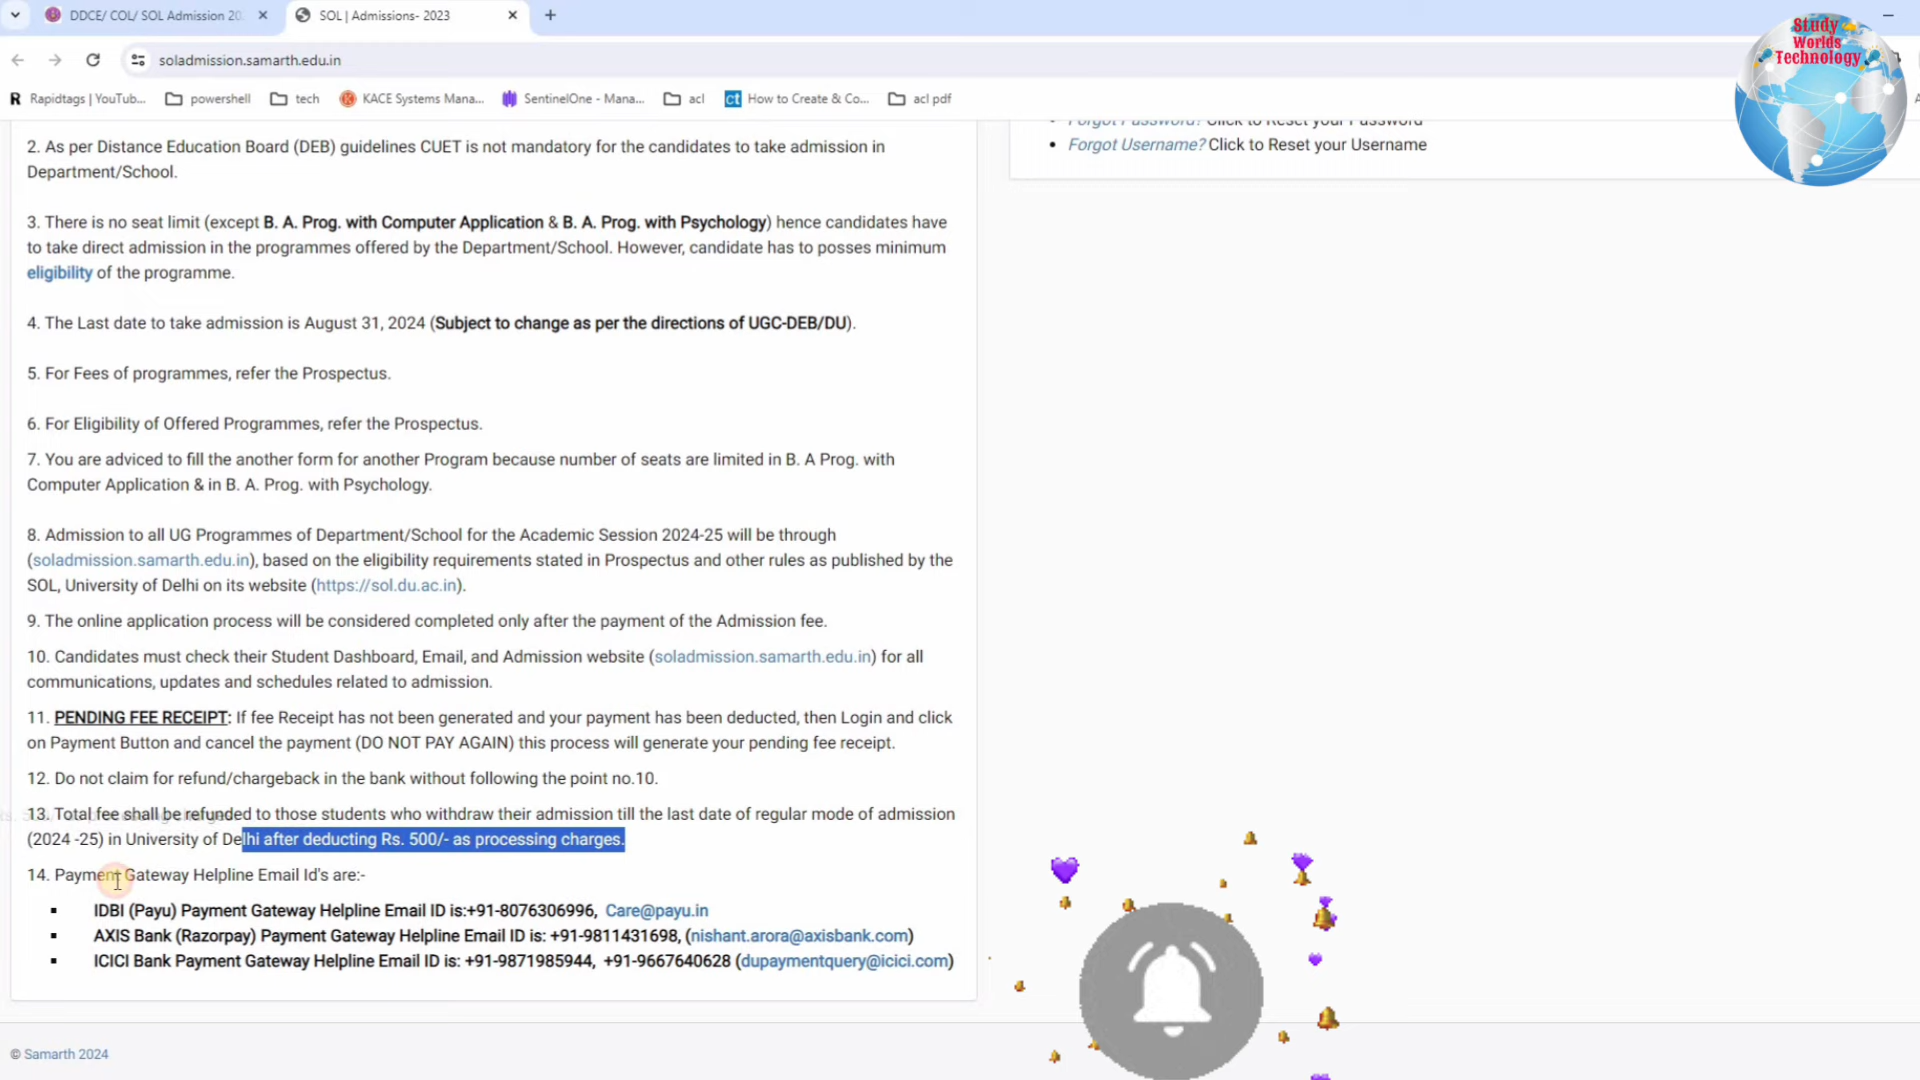 DDCE/ COL/ SOL Admission 20
SOL | Admissions- 2023
soladmission.samarth.edu.in
Rapidtags | YouTub...
powershell
tech
KACE Systems Mana...
SentinelOne - Mana...
acl
ct How to Create & Co...
acl pdf
Study
Worlds
Technology
Forgot Password? Click to Reset your Password
Forgot Username? Click to Reset your Username
2. As per Distance Education Board (DEB) guidelines CUET is not mandatory for the candidates to take admission in
Department/School.
3. There is no seat limit (except B. A. Prog. with Computer Application & B. A. Prog. with Psychology) hence candidates have
to take direct admission in the programmes offered by the Department/School. However, candidate has to posses minimum
eligibility of the programme.
4. The Last date to take admission is August 31, 2024 (Subject to change as per the directions of UGC-DEB/DU).
5. For Fees of programmes, refer the Prospectus.
6. For Eligibility of Offered Programmes, refer the Prospectus.
7. You are adviced to fill the another form for another Program because number of seats are limited in B. A Prog. with
Computer Application & in B. A. Prog. with Psychology.
8. Admission to all UG Programmes of Department/School for the Academic Session 2024-25 will be through
(soladmission.samarth.edu.in), based on the eligibility requirements stated in Prospectus and other rules as published by the
SOL, University of Delhi on its website (https://sol.du.ac.in).
9. The online application process will be considered completed only after the payment of the Admission fee.
10. Candidates must check their Student Dashboard, Email, and Admission website (soladmission.samarth.edu.in) for all
communications, updates and schedules related to admission.
11. PENDING FEE RECEIPT: If fee Receipt has not been generated and your payment has been deducted, then Login and click
on Payment Button and cancel the payment (DO NOT PAY AGAIN) this process will generate your pending fee receipt.
12. Do not claim for refund/chargeback in the bank without following the point no.10.
13. Total fee shall be refunded to those students who withdraw their admission till the last date of regular mode of admission
(2024 -25) in University of Delhi after deducting Rs. 500/- as processing charges.
14. Payment Gateway Helpline Email Id's are:-
IDBI (Payu) Payment Gateway Helpline Email ID is:+91-8076306996, Care@payu.in
AXIS Bank (Razorpay) Payment Gateway Helpline Email ID is: +91-9811431698, (nishant.arora@axisbank.com)
ICICI Bank Payment Gateway Helpline Email ID is: +91-9871985944, +91-9667640628 (dupaymentquery@icici.com)
© Samarth 2024